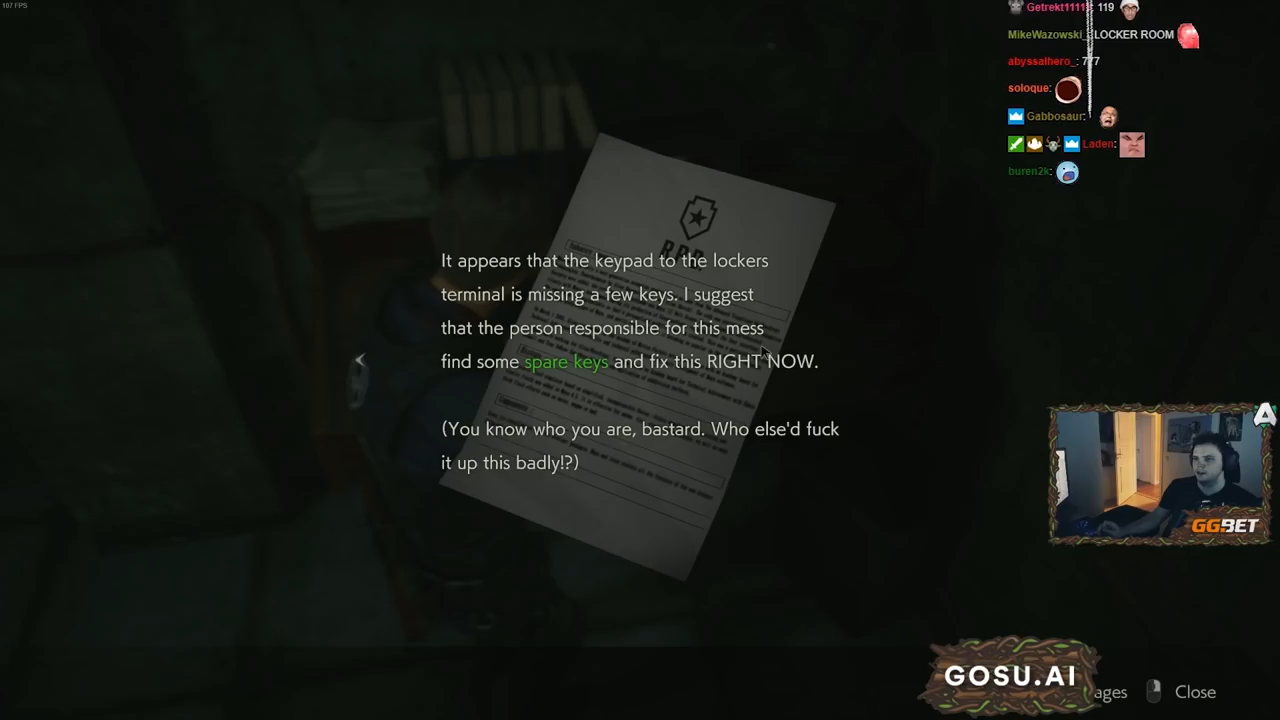 107 FPS
Getrekt1111: 119
MikeWazowski_: LOCKER ROOM
abyssalhero_: 777
soloque:
Gabbosaur:
Laden:
buren2k:
R.P.D.
It appears that the keypad to the lockers
terminal is missing a few keys. I suggest
that the person responsible for this mess
find some spare keys and fix this RIGHT NOW.
(You know who you are, bastard. Who else'd fuck
it up this badly!?)
GGBET
GOSU.AI
ages
Close